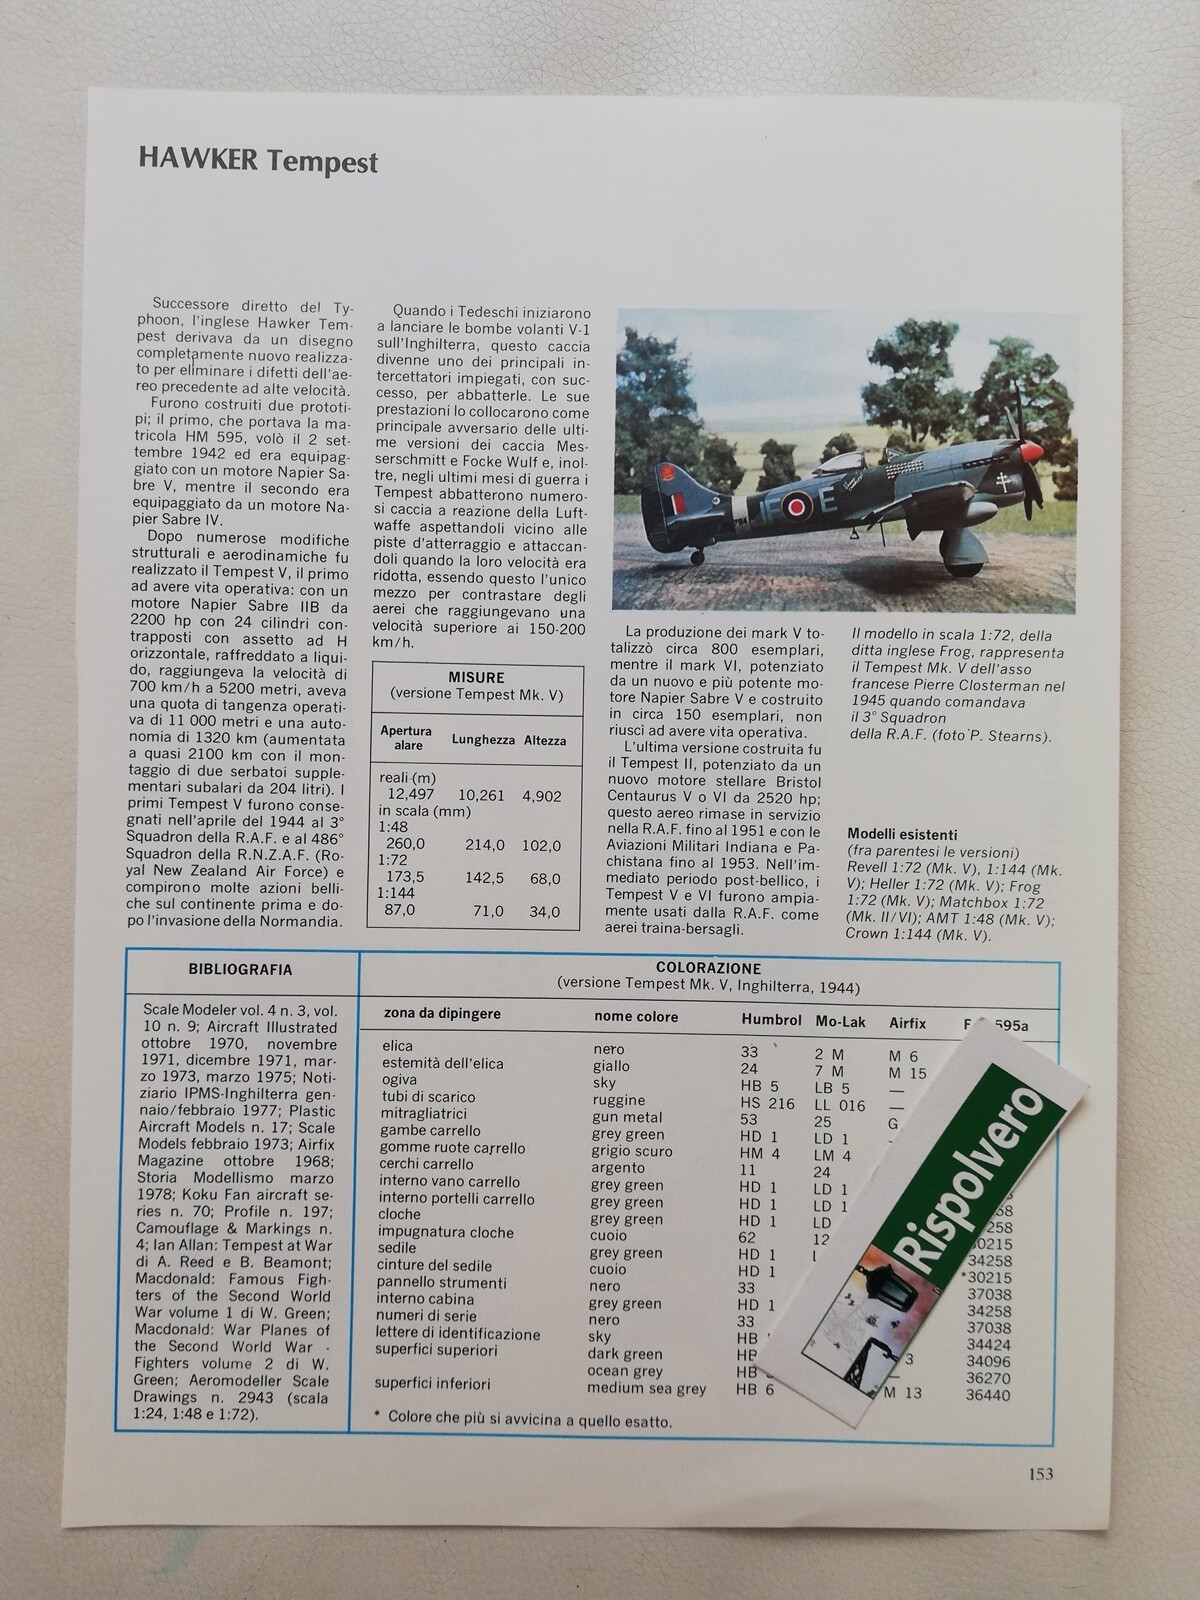 HAWKER Tempest
Successore diretto del Ty-
phoon, l'inglese Hawker Tem-
pest derivava da un disegno
completamente nuovo realizza-
to per eliminare i difetti dell'ae-
reo precedente ad alte velocità.
Furono costruiti due prototi-
pi; il primo, che portava la ma-
tricola HM 595, volò il 2 set-
tembre 1942 ed era equipag-
giato con un motore Napier Sa-
bre V, mentre il secondo era
equipaggiato da un motore Na-
pier Sabre IV.
Dopo numerose modifiche
strutturali e aerodinamiche fu
realizzato il Tempest V, il primo
ad avere vita operativa: con un
motore Napier Sabre IIB da
2200 hp con 24 cilindri con-
trapposti con assetto ad H
orizzontale, raffreddato a liqui-
do, raggiungeva la velocità di
700 km/h a 5200 metri, aveva
una quota di tangenza operati-
va di 11 000 metri e una auto-
nomia di 1320 km (aumentata
a quasi 2100 km con il mon-
taggio di due serbatoi supple-
mentari subalari da 204 litri). I
primi Tempest V furono conse-
gnati nell'aprile del 1944 al 3°
Squadron della R.A.F. e al 486°
Squadron della R.N.Z.A.F. (Ro-
yal New Zealand Air Force) e
compirono molte azioni belli-
che sul continente prima e do-
po l'invasione della Normandia.
Quando i Tedeschi iniziarono
a lanciare le bombe volanti V-1
sull'Inghilterra, questo caccia
divenne uno dei principali in-
tercettatori impiegati, con suc-
cesso, per abbatterle. Le sue
prestazioni lo collocarono come
principale avversario delle ulti-
me versioni dei caccia Mes-
serschmitt e Focke Wulf e, inol-
tre, negli ultimi mesi di guerra i
Tempest abbatterono numero-
si caccia a reazione della Luft-
waffe aspettandoli vicino alle
piste d'atterraggio e attaccan-
doli quando la loro velocità era
ridotta, essendo questo l'unico
mezzo per contrastare degli
aerei che raggiungevano una
velocità superiore ai 150-200
km/h.
MISURE
(versione Tempest Mk. V)
Apertura alare Lunghezza Altezza
reali (m)
12,497 10,261 4,902
in scala (mm)
1:48
260,0 214,0 102,0
1:72
173,5 142,5 68,0
1:144
87,0 71,0 34,0
JF E
La produzione dei mark V to-
talizzò circa 800 esemplari,
mentre il mark VI, potenziato
da un nuovo e più potente mo-
tore Napier Sabre V e costruito
in circa 150 esemplari, non
riuscì ad avere vita operativa.
L'ultima versione costruita fu
il Tempest II, potenziato da un
nuovo motore stellare Bristol
Centaurus V o VI da 2520 hp;
questo aereo rimase in servizio
nella R.A.F. fino al 1951 e con le
Aviazioni Militari Indiana e Pa-
chistana fino al 1953. Nell'im-
mediato periodo post-bellico, i
Tempest V e VI furono ampia-
mente usati dalla R.A.F. come
aerei traina-bersagli.
Il modello in scala 1:72, della
ditta inglese Frog, rappresenta
il Tempest Mk. V dell'asso
francese Pierre Closterman nel
1945 quando comandava
il 3° Squadron
della R.A.F. (foto P. Stearns).
Modelli esistenti
(fra parentesi le versioni)
Revell 1:72 (Mk. V), 1:144 (Mk.
V); Heller 1:72 (Mk. V); Frog
1:72 (Mk. V); Matchbox 1:72
(Mk. II/VI); AMT 1:48 (Mk. V);
Crown 1:144 (Mk. V).
BIBLIOGRAFIA
Scale Modeler vol. 4 n. 3, vol.
10 n. 9; Aircraft Illustrated
ottobre 1970, novembre
1971, dicembre 1971, mar-
zo 1973, marzo 1975; Noti-
ziario IPMS-Inghilterra gen-
naio/febbraio 1977; Plastic
Aircraft Models n. 17; Scale
Models febbraio 1973; Airfix
Magazine ottobre 1968;
Storia Modellismo marzo
1978; Koku Fan aircraft se-
ries n. 70; Profile n. 197;
Camouflage & Markings n.
4; Ian Allan: Tempest at War
di A. Reed e B. Beamont;
Macdonald: Famous Figh-
ters of the Second World
War volume 1 di W. Green;
Macdonald: War Planes of
the Second World War -
Fighters volume 2 di W.
Green; Aeromodeller Scale
Drawings n. 2943 (scala
1:24, 1:48 e 1:72).
COLORAZIONE
(versione Tempest Mk. V, Inghilterra, 1944)
zona da dipingere nome colore Humbrol Mo-Lak Airfix 595a
elica nero 33 2 M M 6
estemità dell'elica giallo 24 7 M M 15
ogiva sky HB 5 LB 5 —
tubi di scarico ruggine HS 216 LL 016 —
mitragliatrici gun metal 53 25 G
gambe carrello grey green HD 1 LD 1
gomme ruote carrello grigio scuro HM 4 LM 4
cerchi carrello argento 11 24
interno vano carrello grey green HD 1 LD 1
interno portelli carrello grey green HD 1 LD 1
cloche grey green HD 1 LD 258
impugnatura cloche cuoio 62 12 30215
sedile grey green HD 1 34258
cinture del sedile cuoio HD 1 *30215
pannello strumenti nero 33 37038
interno cabina grey green HD 1 34258
numeri di serie nero 33 37038
lettere di identificazione sky HB 34424
superfici superiori dark green HB 3 34096
ocean grey HB — 36270
superfici inferiori medium sea grey HB 6 M 13 36440
* Colore che più si avvicina a quello esatto.
Rispolvero
153